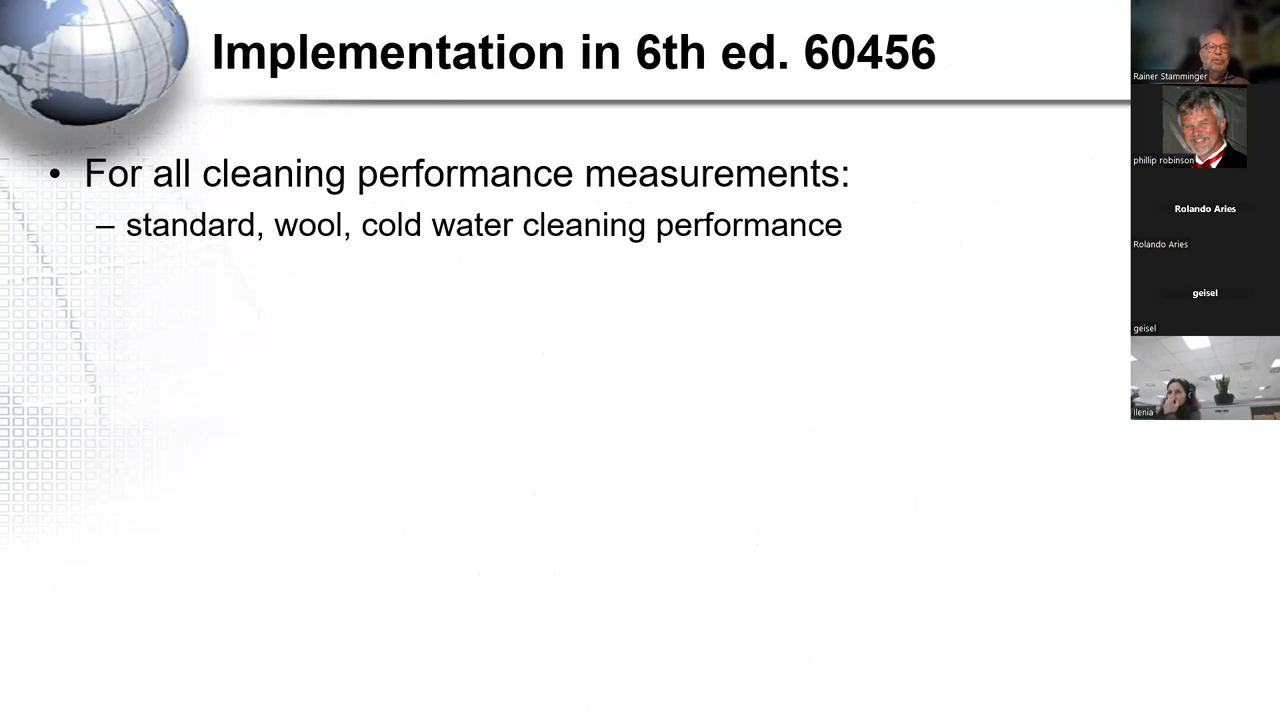 Implementation in 6th ed. 60456
• For all cleaning performance measurements:
– standard, wool, cold water cleaning performance
Rainer Stamminger
phillip robinson
Rolando Aries
Rolando Aries
geisel
geisel
Ilenia